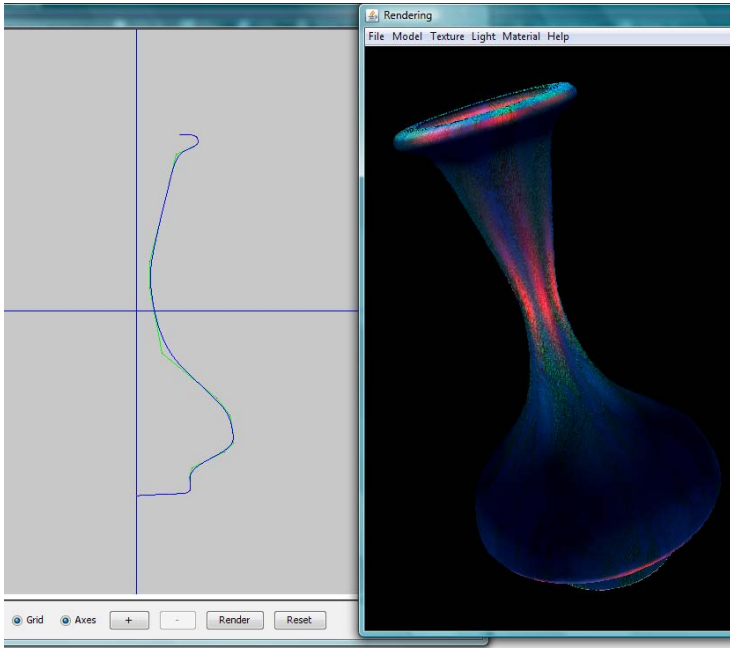 Rendering
File Model Texture Light Material Help
Grid Axes + - Render Reset